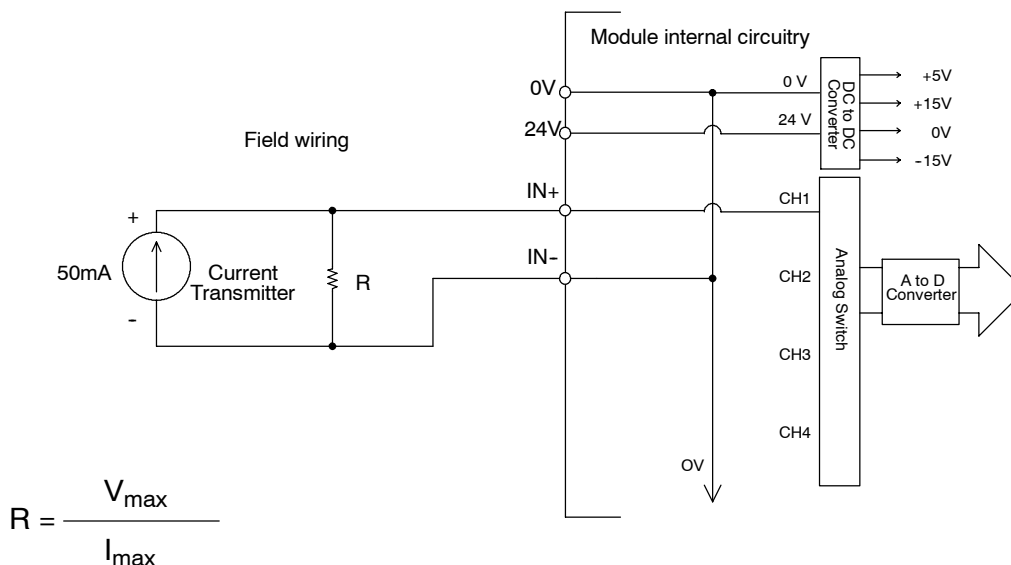 Module internal circuitry
0V
0 V
DC to DC
Converter
+5V
+15V
0V
-15V
24V
24 V
Field wiring
IN+
CH1
+
50mA
-
Current
Transmitter
R
IN-
CH2
CH3
CH4
Analog Switch
A to D
Converter
OV
R =
Vmax
Imax